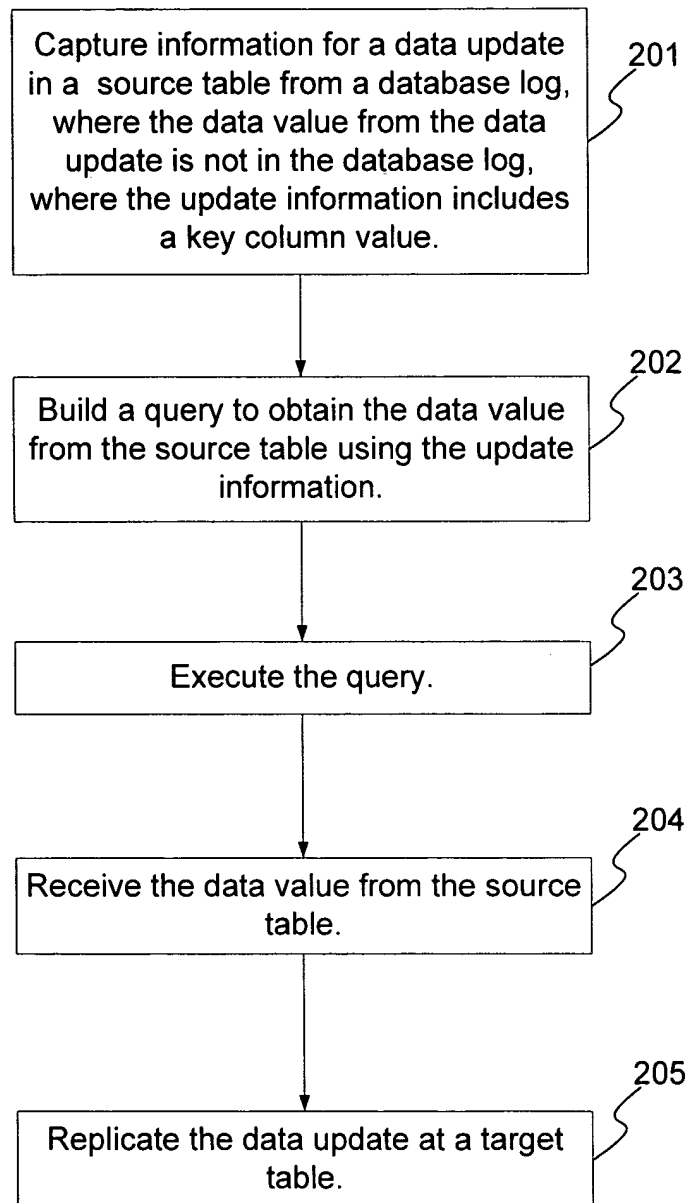 Capture information for a data update
in a source table from a database log,
where the data value from the data
update is not in the database log,
where the update information includes
a key column value.
201
Build a query to obtain the data value
from the source table using the update
information.
202
Execute the query.
203
Receive the data value from the source
table.
204
Replicate the data update at a target
table.
205